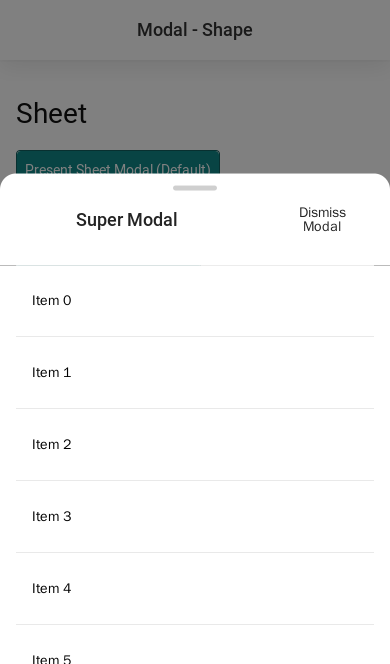 Modal - Shape
Sheet
Present Sheet Modal (Default)
Super Modal
Dismiss
Modal
Item 0
Item 1
Item 2
Item 3
Item 4
Item 5